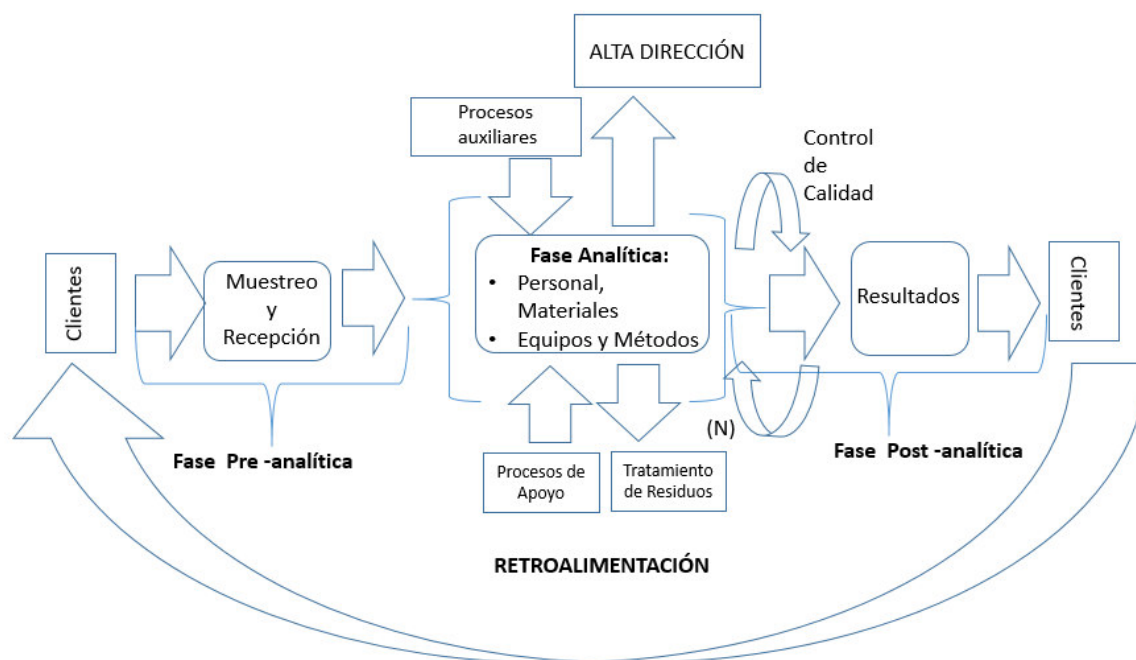 ALTA DIRECCIÓN
Procesos
auxiliares
Control
de
Calidad
Clientes
Muestreo
y
Recepción
Fase Analítica:
• Personal,
Materiales
• Equipos y Métodos
Resultados
Clientes
(N)
Fase Pre -analítica
Fase Post -analítica
Procesos de
Apoyo
Tratamiento
de Residuos
RETROALIMENTACIÓN